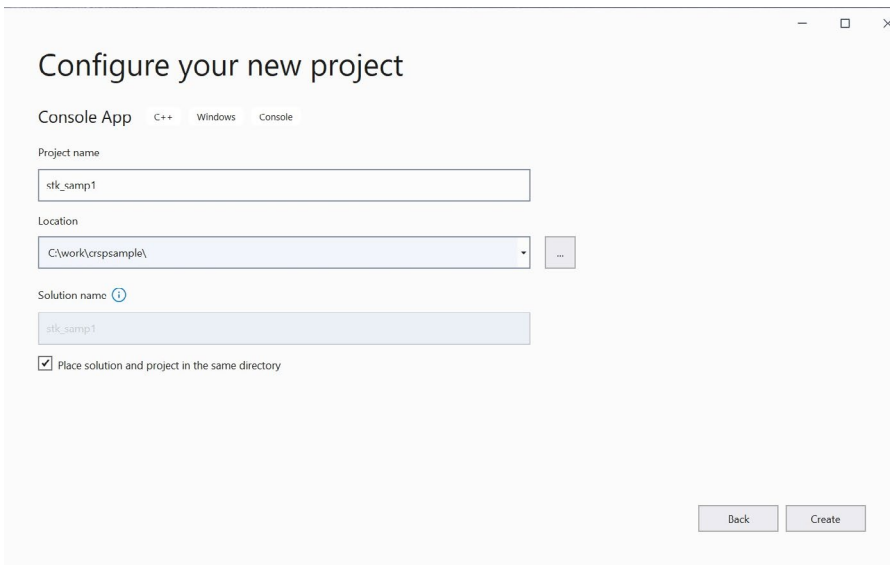 Configure your new project
Console App C++ Windows Console
Project name
stk_samp1
Location
C:\work\crspsample\
...
Solution name
stk_samp1
Place solution and project in the same directory
Back Create